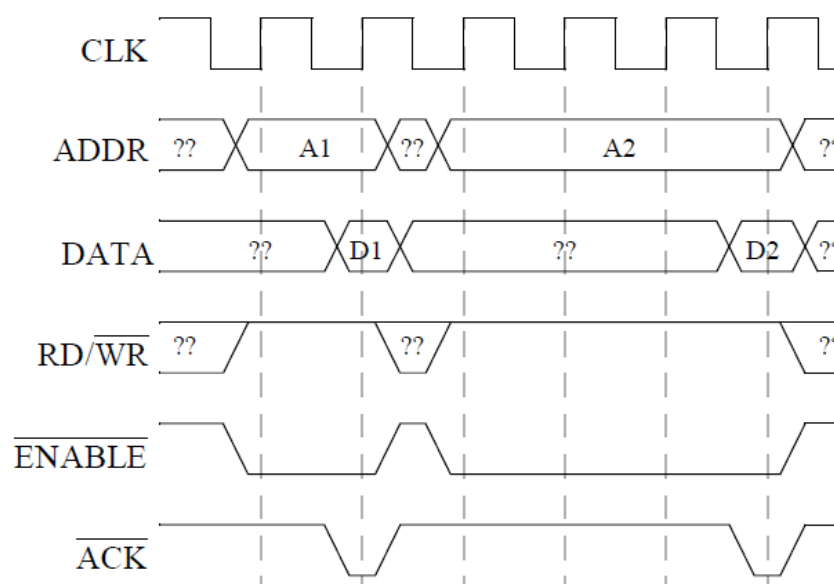 CLK
ADDR ?? A1 ?? A2 ??
DATA ?? D1 ?? D2 ??
RD/WR ?? ?? ??
ENABLE
ACK